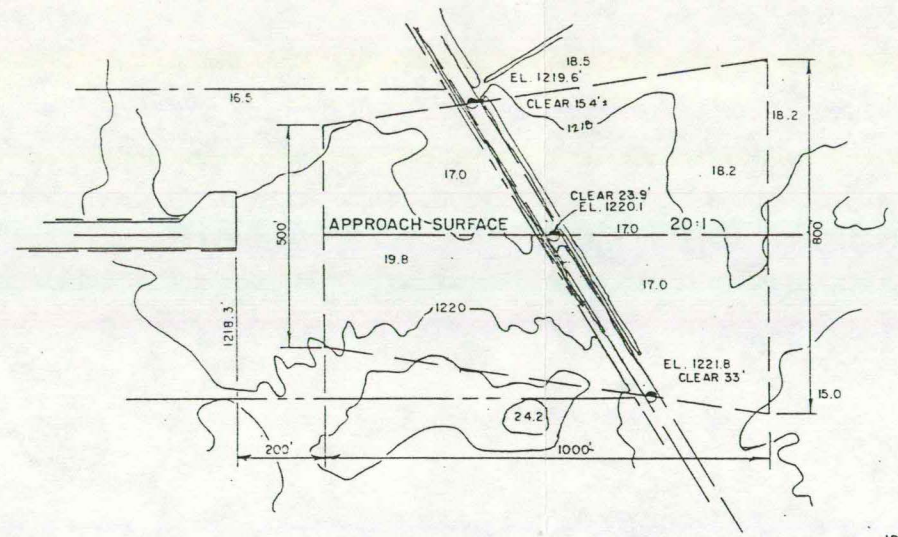 18.5
EL. 1219.6'
16.5
CLEAR 15.4'±
1218
18.2
17.0
18.2
CLEAR 23.9'
EL. 1220.1
500'
APPROACH SURFACE
17.0
20:1
800'
19.8
17.0
1220
1218.3
EL. 1221.8
CLEAR 33'
15.0
24.2
200'
1000'